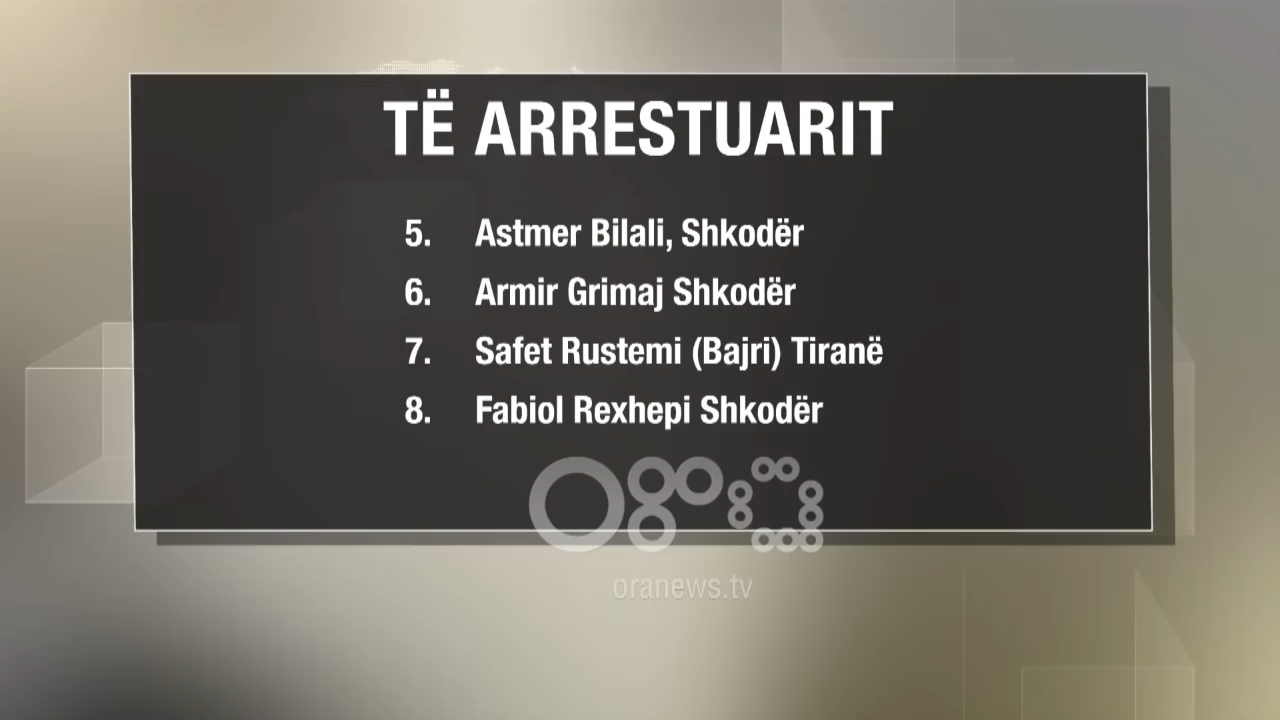 TË ARRESTUARIT
5. Astmer Bilali, Shkodër
6. Armir Grimaj Shkodër
7. Safet Rustemi (Bajri) Tiranë
8. Fabiol Rexhepi Shkodër
ora
oranews.tv